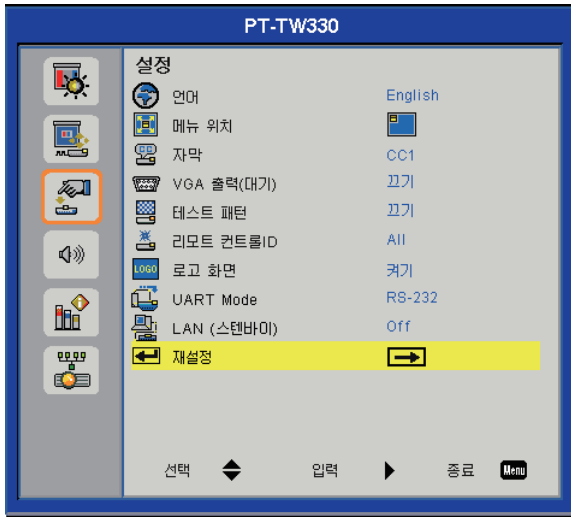 PT-TW330
설정
언어 English
메뉴 위치
자막 CC1
VGA 출력(대기) 끄기
테스트 패턴 끄기
리모트 컨트롤ID All
LOGO 로고 화면 켜기
UART Mode RS-232
LAN (스텐바이) Off
재설정
선택 입력 종료 Menu